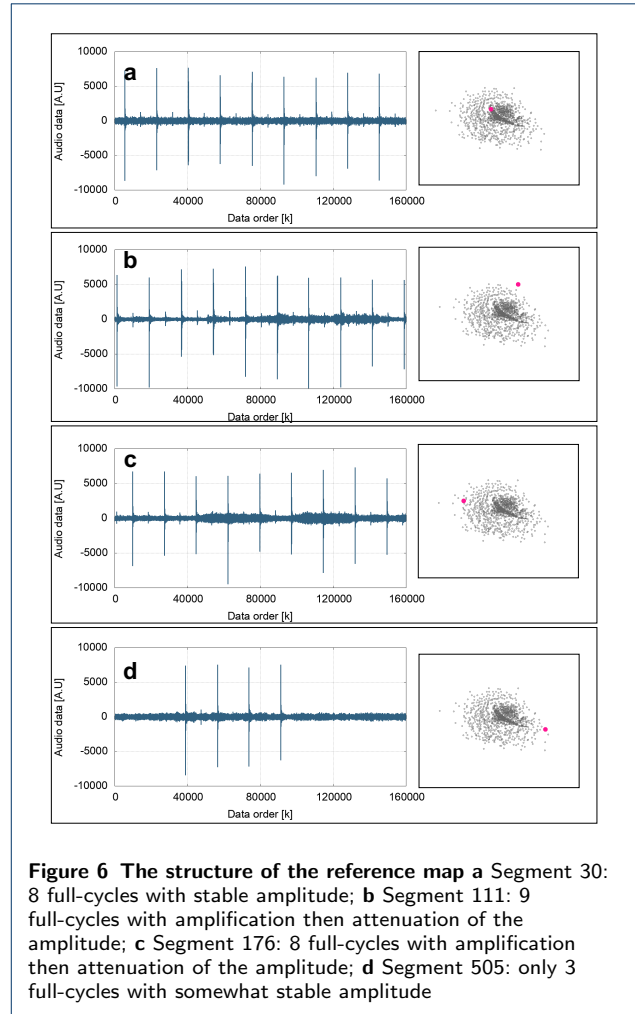 10000
a
5000
0
-5000
-10000
Audio data [A.U]
0 40000 80000 120000 160000
Data order [k]
10000
b
5000
0
-5000
-10000
Audio data [A.U]
0 40000 80000 120000 160000
Data order [k]
10000
c
5000
0
-5000
-10000
Audio data [A.U]
0 40000 80000 120000 160000
Data order [k]
10000
d
5000
0
-5000
-10000
Audio data [A.U]
0 40000 80000 120000 160000
Data order [k]
Figure 6 The structure of the reference map a Segment 30:
8 full-cycles with stable amplitude; b Segment 111: 9
full-cycles with amplification then attenuation of the
amplitude; c Segment 176: 8 full-cycles with amplification
then attenuation of the amplitude; d Segment 505: only 3
full-cycles with somewhat stable amplitude